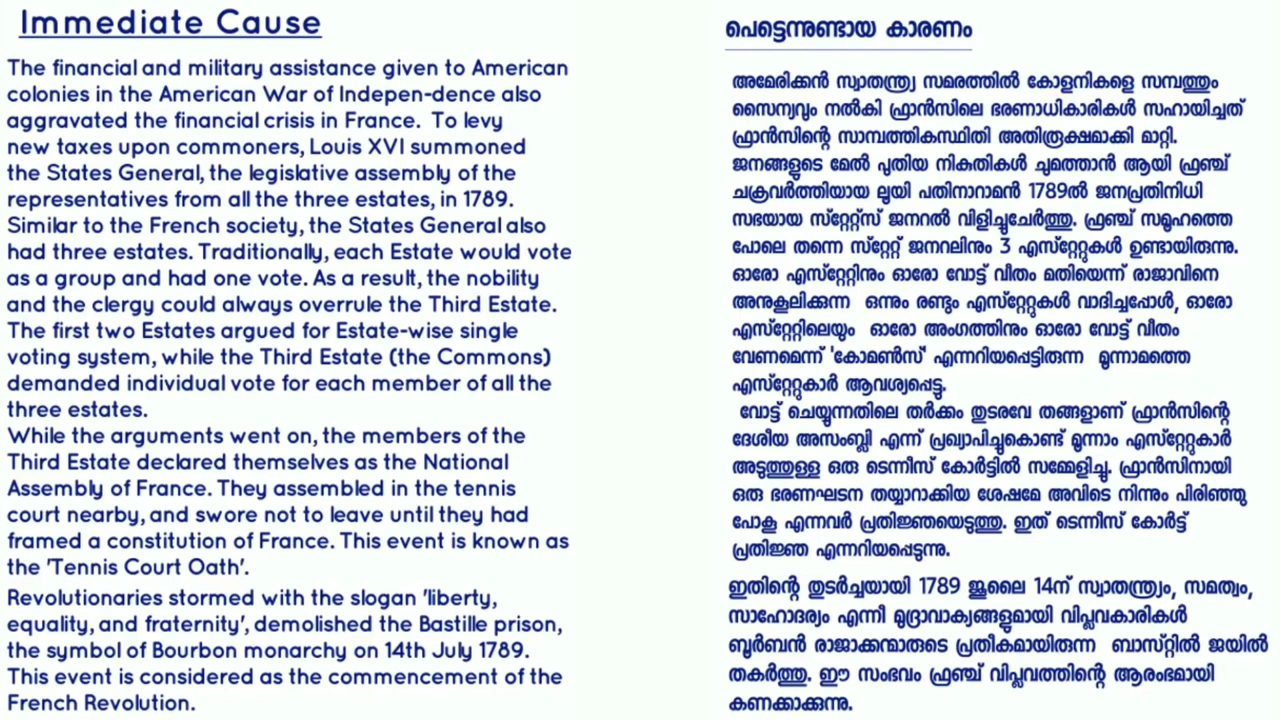 Immediate Cause
The financial and military assistance given to American
colonies in the American War of Indepen-dence also
aggravated the financial crisis in France. To levy
new taxes upon commoners, Louis XVI summoned
the States General, the legislative assembly of the
representatives from all the three estates, in 1789.
Similar to the French society, the States General also
had three estates. Traditionally, each Estate would vote
as a group and had one vote. As a result, the nobility
and the clergy could always overrule the Third Estate.
The first two Estates argued for Estate-wise single
voting system, while the Third Estate (the Commons)
demanded individual vote for each member of all the
three estates.
While the arguments went on, the members of the
Third Estate declared themselves as the National
Assembly of France. They assembled in the tennis
court nearby, and swore not to leave until they had
framed a constitution of France. This event is known as
the 'Tennis Court Oath'.
Revolutionaries stormed with the slogan 'liberty,
equality, and fraternity', demolished the Bastille prison,
the symbol of Bourbon monarchy on 14th July 1789.
This event is considered as the commencement of the
French Revolution.
പെട്ടെന്നുണ്ടായ കാരണം
അമേരിക്കൻ സ്വാതന്ത്ര്യ സമരത്തിൽ കോളനികളെ സമ്പത്തും
സൈന്യവും നൽകി ഫ്രാൻസിലെ ഭരണാധികാരികൾ സഹായിച്ചത്
ഫ്രാൻസിന്റെ സാമ്പത്തികസ്ഥിതി അതിരൂക്ഷമാക്കി മാറ്റി.
ജനങ്ങളുടെ മേൽ പുതിയ നികുതികൾ ചുമത്താൻ ആയി ഫ്രഞ്ച്
ചക്രവർത്തിയായ ലൂയി പതിനാറാമൻ 1789ൽ ജനപ്രതിനിധി
സഭയായ സ്റ്റേറ്റ്സ് ജനറൽ വിളിച്ചുചേർത്തു. ഫ്രഞ്ച് സമൂഹത്തെ
പോലെ തന്നെ സ്റ്റേറ്റ് ജനറലിനും 3 എസ്റ്റേറ്റുകൾ ഉണ്ടായിരുന്നു.
ഓരോ എസ്റ്റേറ്റിനും ഓരോ വോട്ട് വീതം മതിയെന്ന് രാജാവിനെ
അനുകൂലിക്കുന്ന ഒന്നും രണ്ടും എസ്റ്റേറ്റുകൾ വാദിച്ചപ്പോൾ, ഓരോ
എസ്റ്റേറ്റിലെയും ഓരോ അംഗത്തിനും ഓരോ വോട്ട് വീതം
വേണമെന്ന് 'കോമൺസ്' എന്നറിയപ്പെട്ടിരുന്ന മൂന്നാമത്തെ
എസ്റ്റേറ്റുകാർ ആവശ്യപ്പെട്ടു.
വോട്ട് ചെയ്യുന്നതിലെ തർക്കം തുടരവേ തങ്ങളാണ് ഫ്രാൻസിന്റെ
ദേശീയ അസംബ്ലി എന്ന് പ്രഖ്യാപിച്ചുകൊണ്ട് മൂന്നാം എസ്റ്റേറ്റുകാർ
അടുത്തുള്ള ഒരു ടെന്നീസ് കോർട്ടിൽ സമ്മേളിച്ചു. ഫ്രാൻസിനായി
ഒരു ഭരണഘടന തയ്യാറാക്കിയ ശേഷമേ അവിടെ നിന്നും പിരിഞ്ഞു
പോകൂ എന്നവർ പ്രതിജ്ഞയെടുത്തു. ഇത് ടെന്നീസ് കോർട്ട്
പ്രതിജ്ഞ എന്നറിയപ്പെടുന്നു.
ഇതിന്റെ തുടർച്ചയായി 1789 ജൂലൈ 14ന് സ്വാതന്ത്ര്യം, സമത്വം,
സാഹോദര്യം എന്നീ മുദ്രാവാക്യങ്ങളുമായി വിപ്ലവകാരികൾ
ബൂർബൻ രാജാക്കന്മാരുടെ പ്രതീകമായിരുന്ന ബാസ്റ്റിൽ ജയിൽ
തകർത്തു. ഈ സംഭവം ഫ്രഞ്ച് വിപ്ലവത്തിന്റെ ആരംഭമായി
കണക്കാക്കുന്നു.